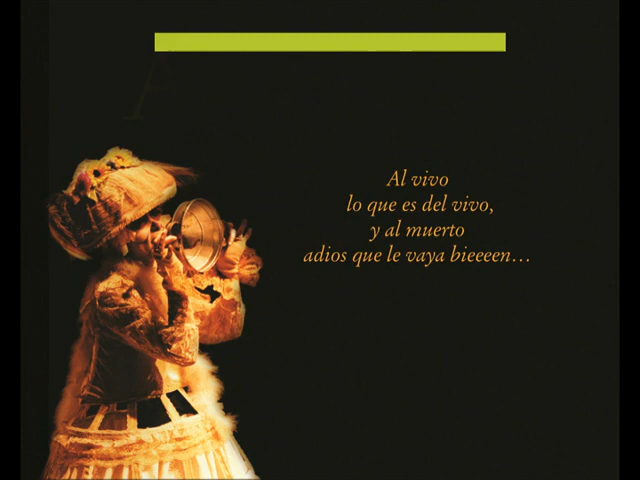 Al vivo
lo que es del vivo,
y al muerto
adios que le vaya bieeeen…